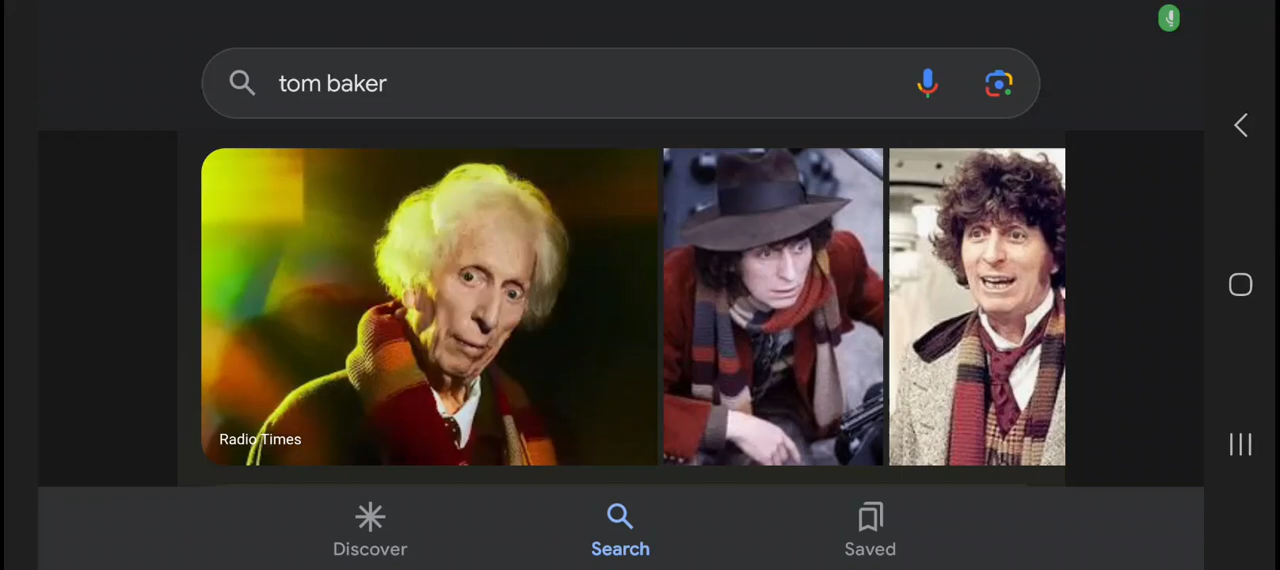 tom baker
Radio Times
Discover
Search
Saved